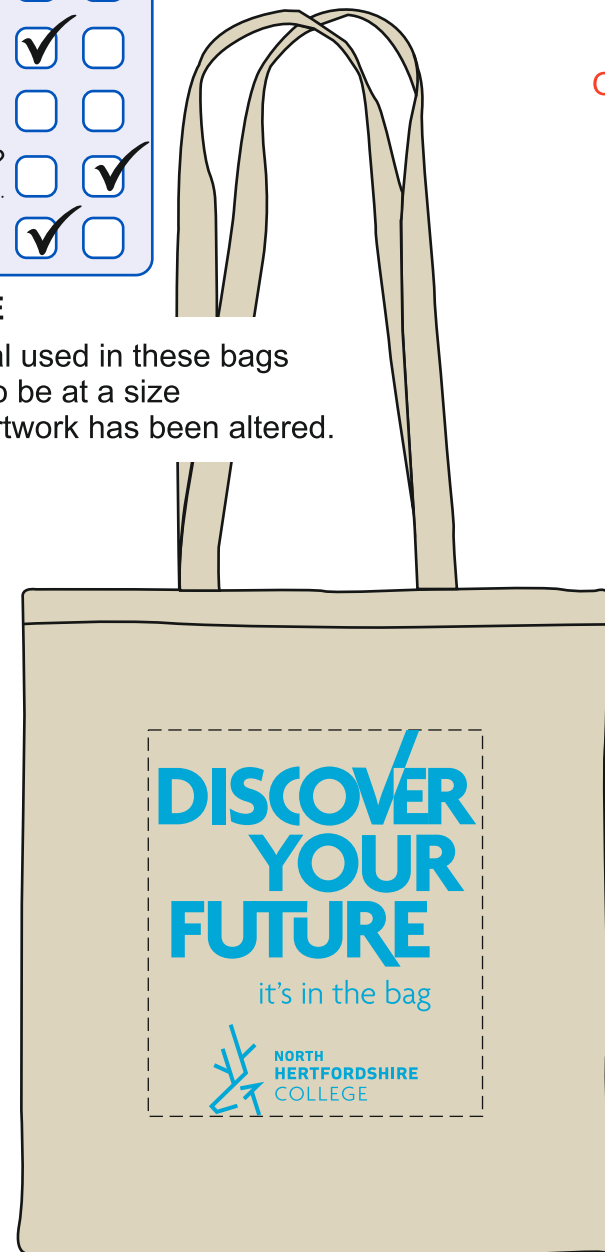 E
al used in these bags
o be at a size
rtwork has been altered.
DISCOVER
YOUR
FUTURE
it's in the bag
NORTH
HERTFORDSHIRE
COLLEGE